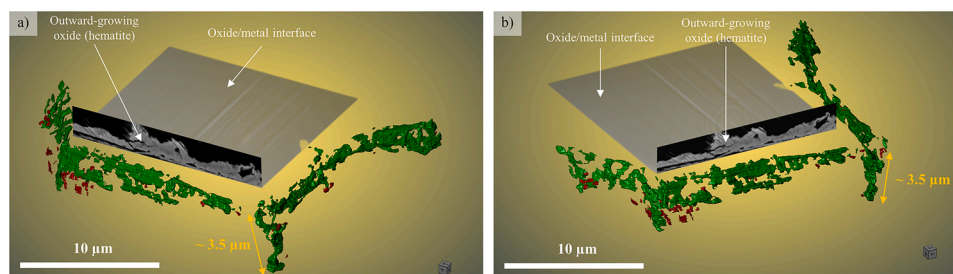 a)
Outward-growing
oxide (hematite)
Oxide/metal interface
~ 3.5 µm
10 µm
b)
Oxide/metal interface
Outward-growing
oxide (hematite)
~ 3.5 µm
10 µm